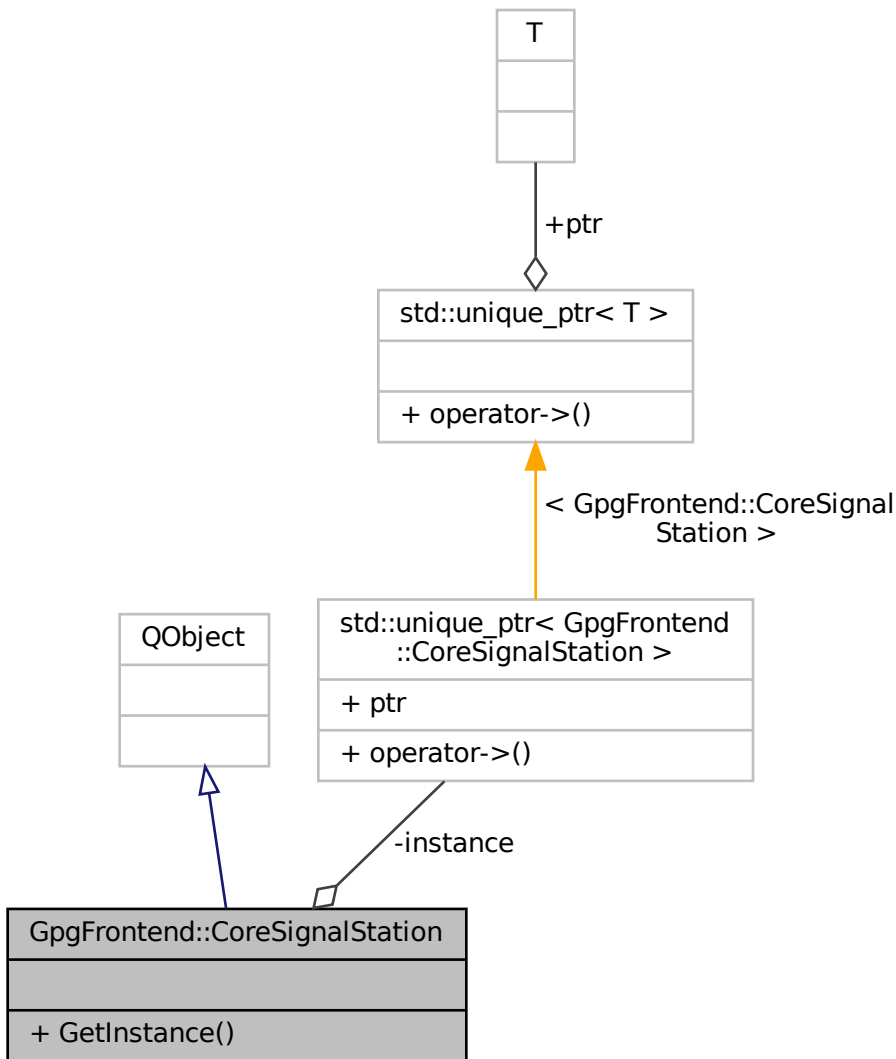 T
+ptr
std::unique_ptr< T >
+ operator->()
< GpgFrontend::CoreSignal
Station >
std::unique_ptr< GpgFrontend
::CoreSignalStation >
+ ptr
+ operator->()
QObject
-instance
GpgFrontend::CoreSignalStation
+ GetInstance()